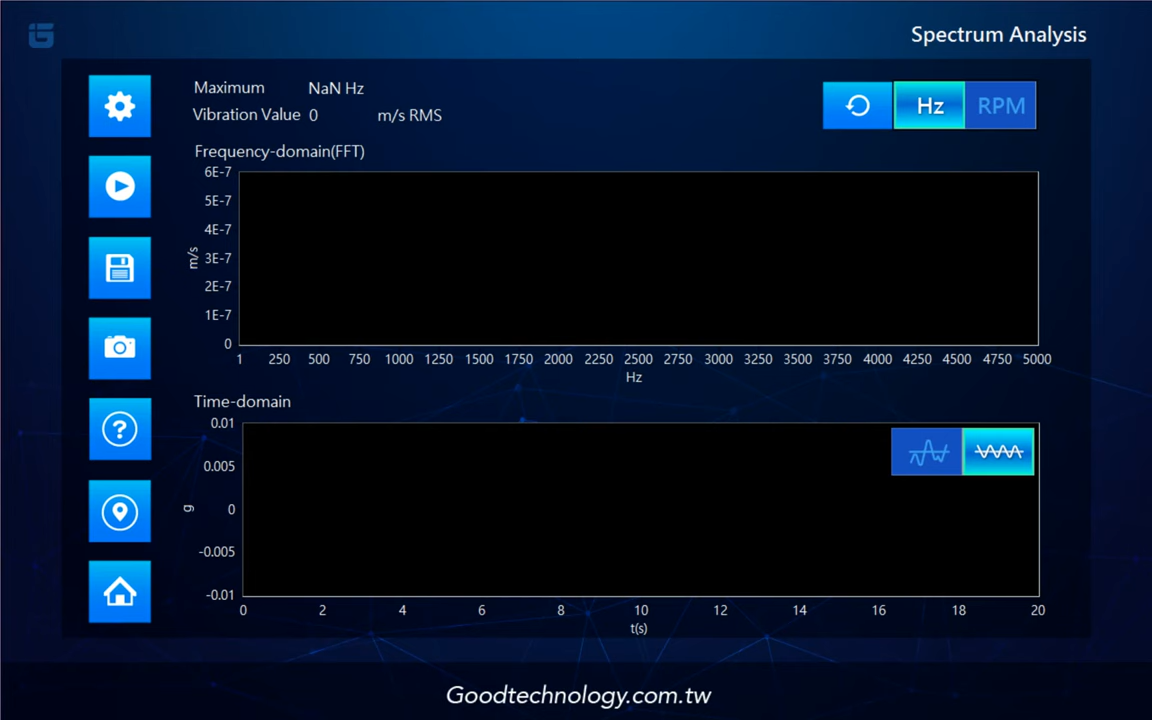 Spectrum Analysis
Maximum NaN Hz
Vibration Value 0 m/s RMS
Hz RPM
Frequency-domain(FFT)
6E-7
5E-7
4E-7
3E-7
2E-7
1E-7
0
m/s
1 250 500 750 1000 1250 1500 1750 2000 2250 2500 2750 3000 3250 3500 3750 4000 4250 4500 4750 5000
Hz
Time-domain
0.01
0.005
0
-0.005
-0.01
g
0 2 4 6 8 10 12 14 16 18 20
t(s)
Goodtechnology.com.tw